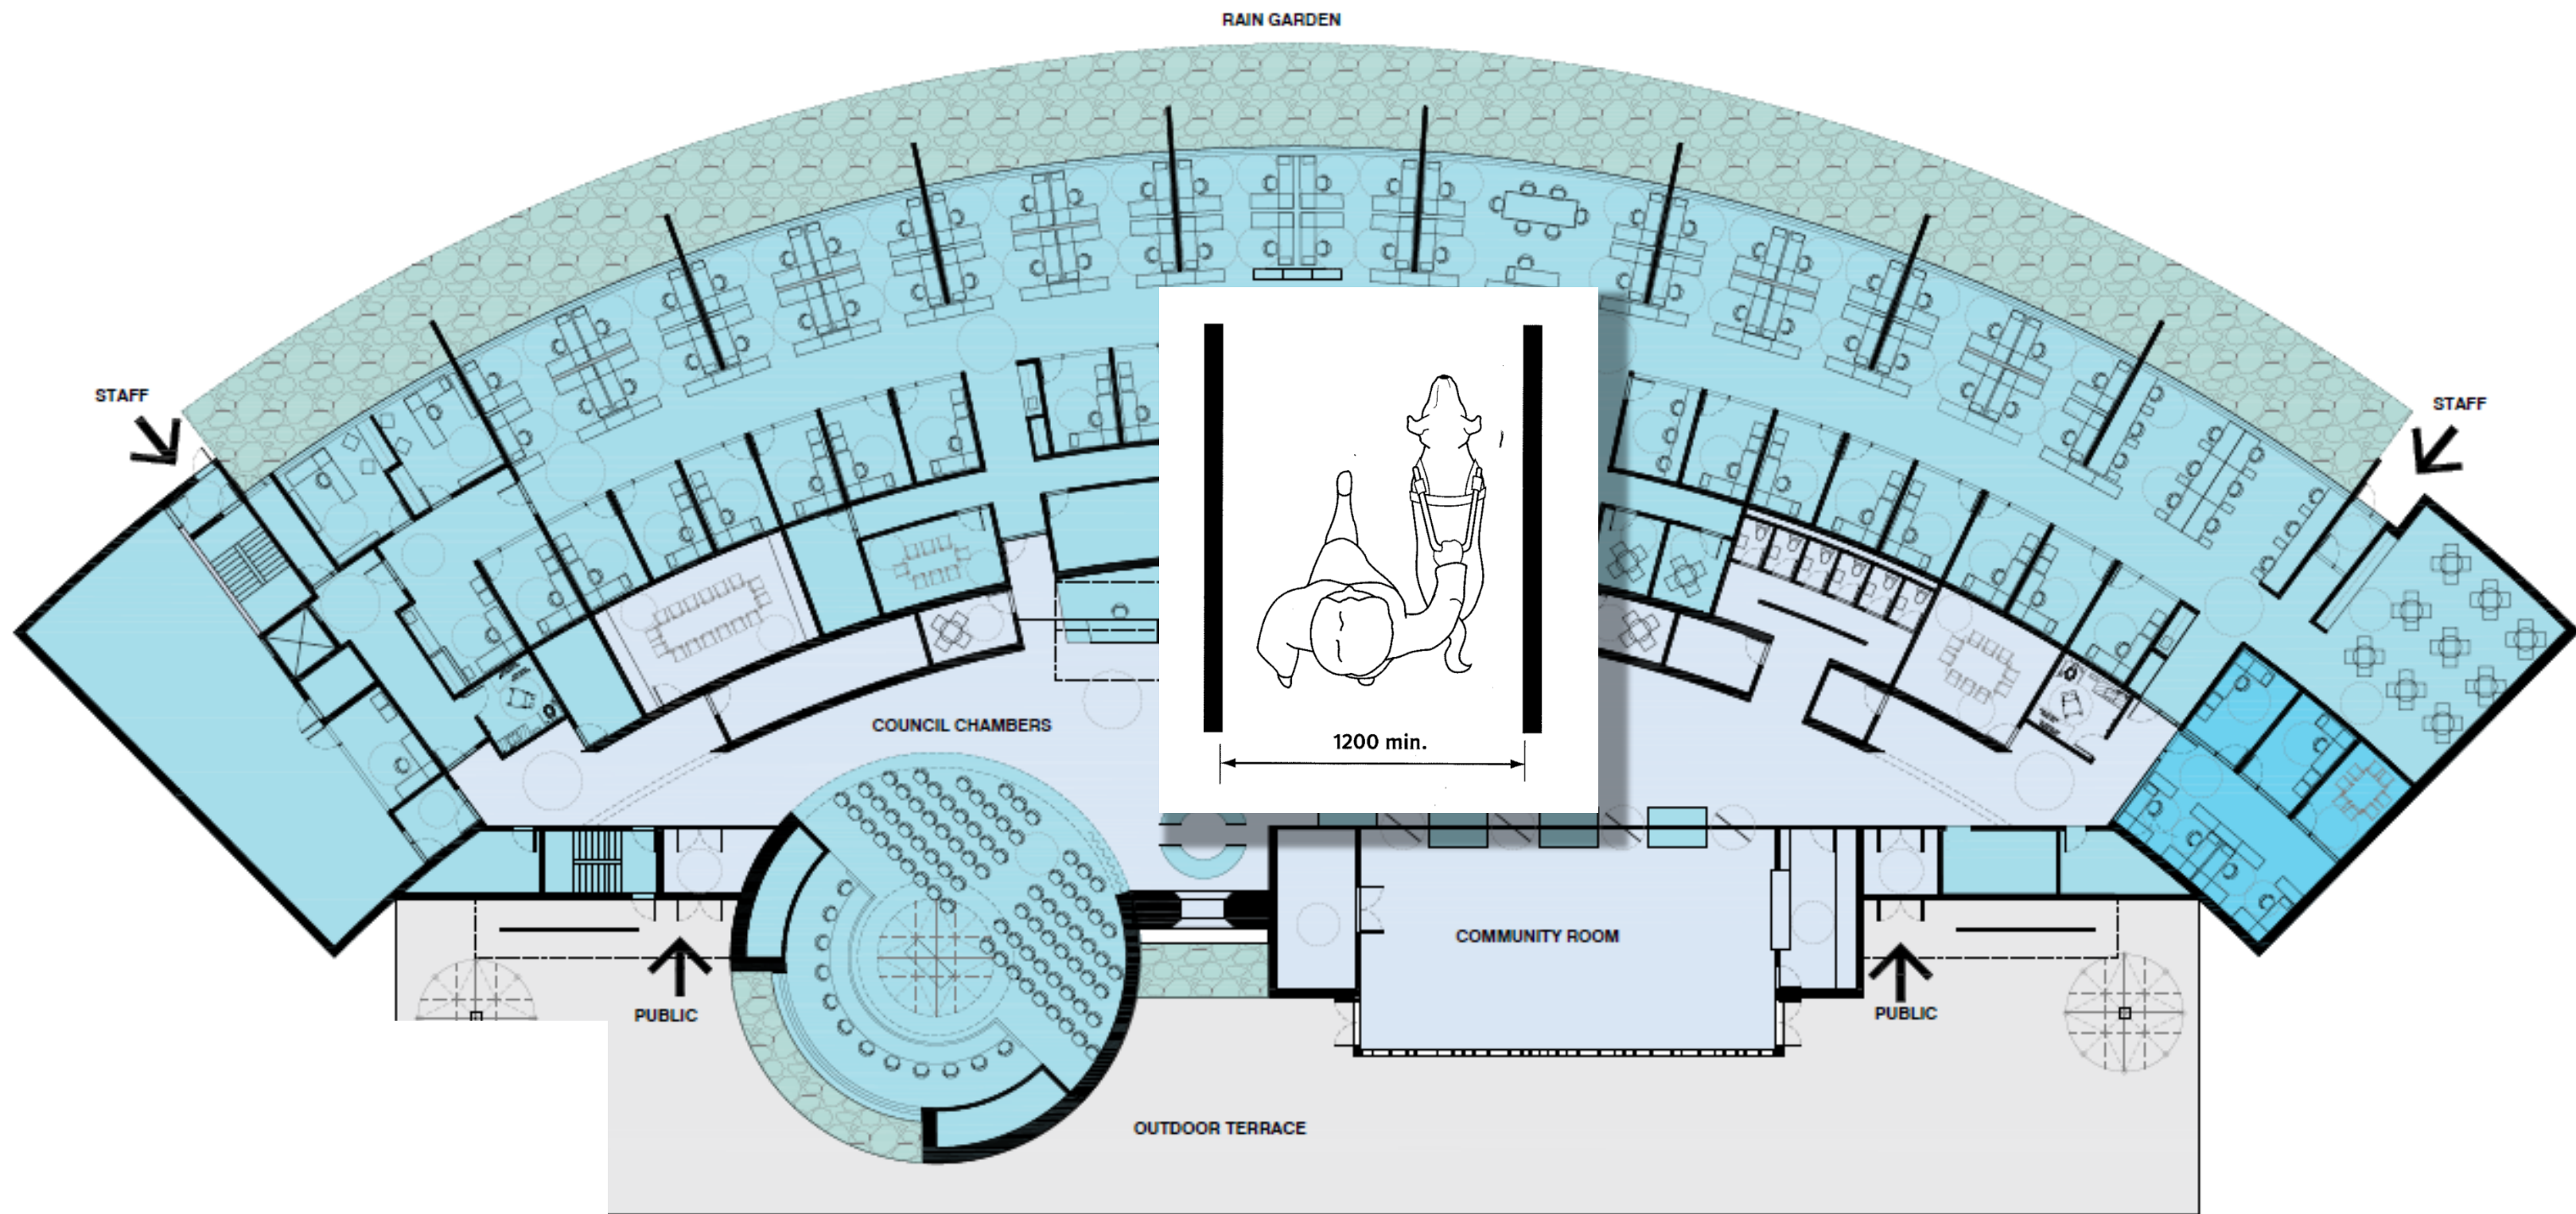 RAIN GARDEN
STAFF
STAFF
1200 min.
COUNCIL CHAMBERS
COMMUNITY ROOM
PUBLIC
PUBLIC
OUTDOOR TERRACE